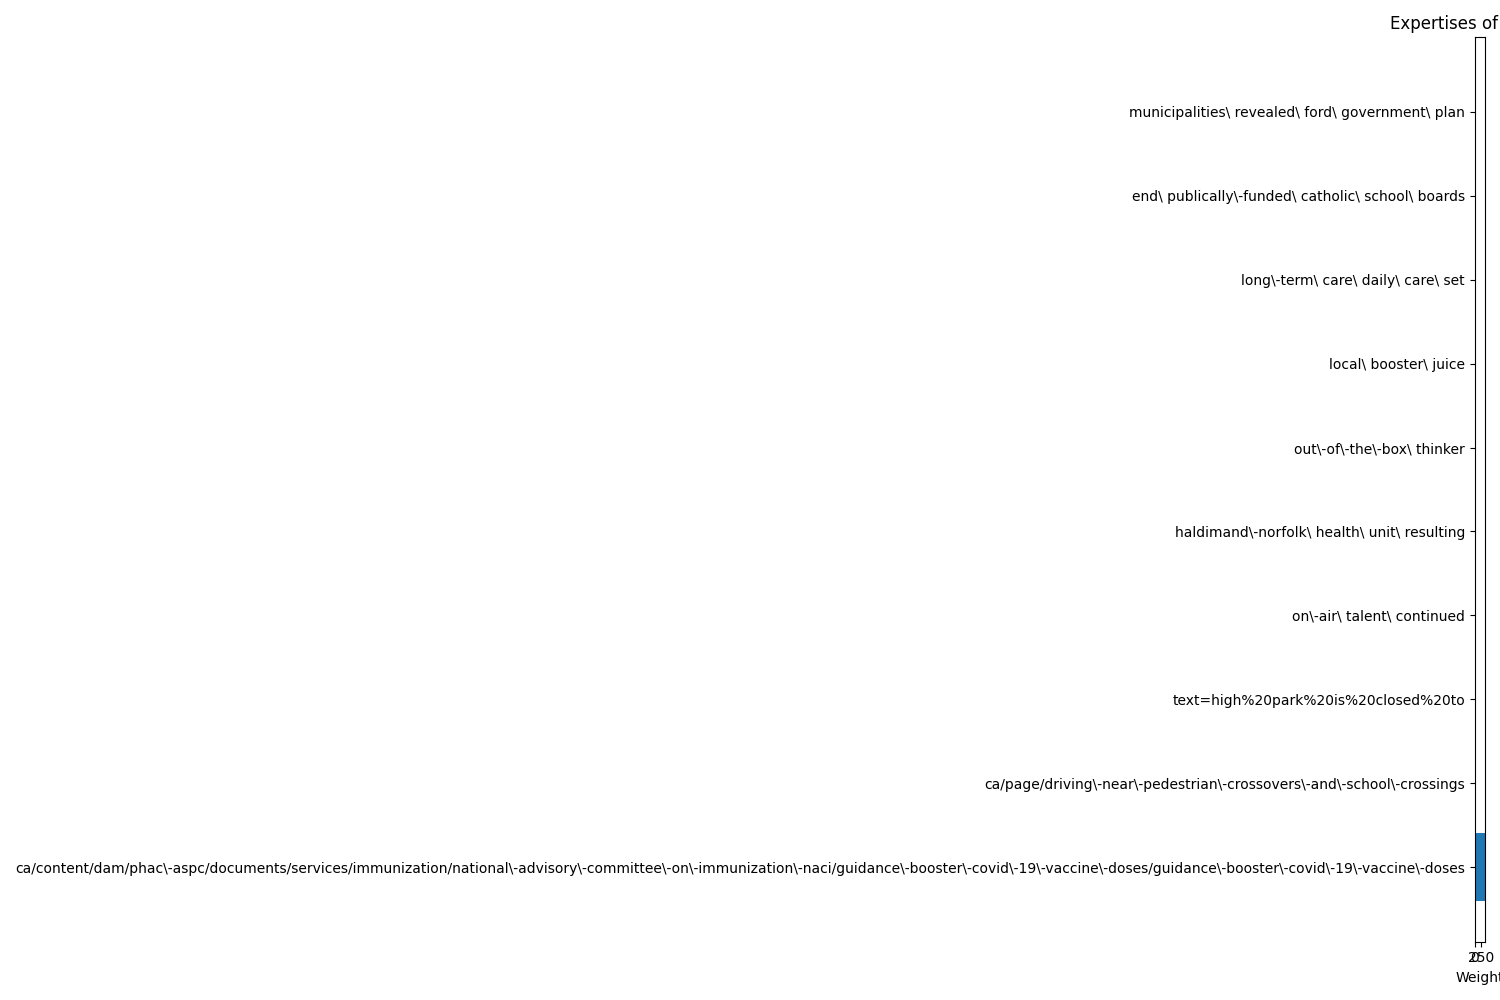 Expertises of
municipalities\ revealed\ ford\ government\ plan
end\ publically\-funded\ catholic\ school\ boards
long\-term\ care\ daily\ care\ set
local\ booster\ juice
out\-of\-the\-box\ thinker
haldimand\-norfolk\ health\ unit\ resulting
on\-air\ talent\ continued
text=high%20park%20is%20closed%20to
ca/page/driving\-near\-pedestrian\-crossovers\-and\-school\-crossings
ca/content/dam/phac\-aspc/documents/services/immunization/national\-advisory\-committee\-on\-immunization\-naci/guidance\-booster\-covid\-19\-vaccine\-doses/guidance\-booster\-covid\-19\-vaccine\-doses
0 250
Weight